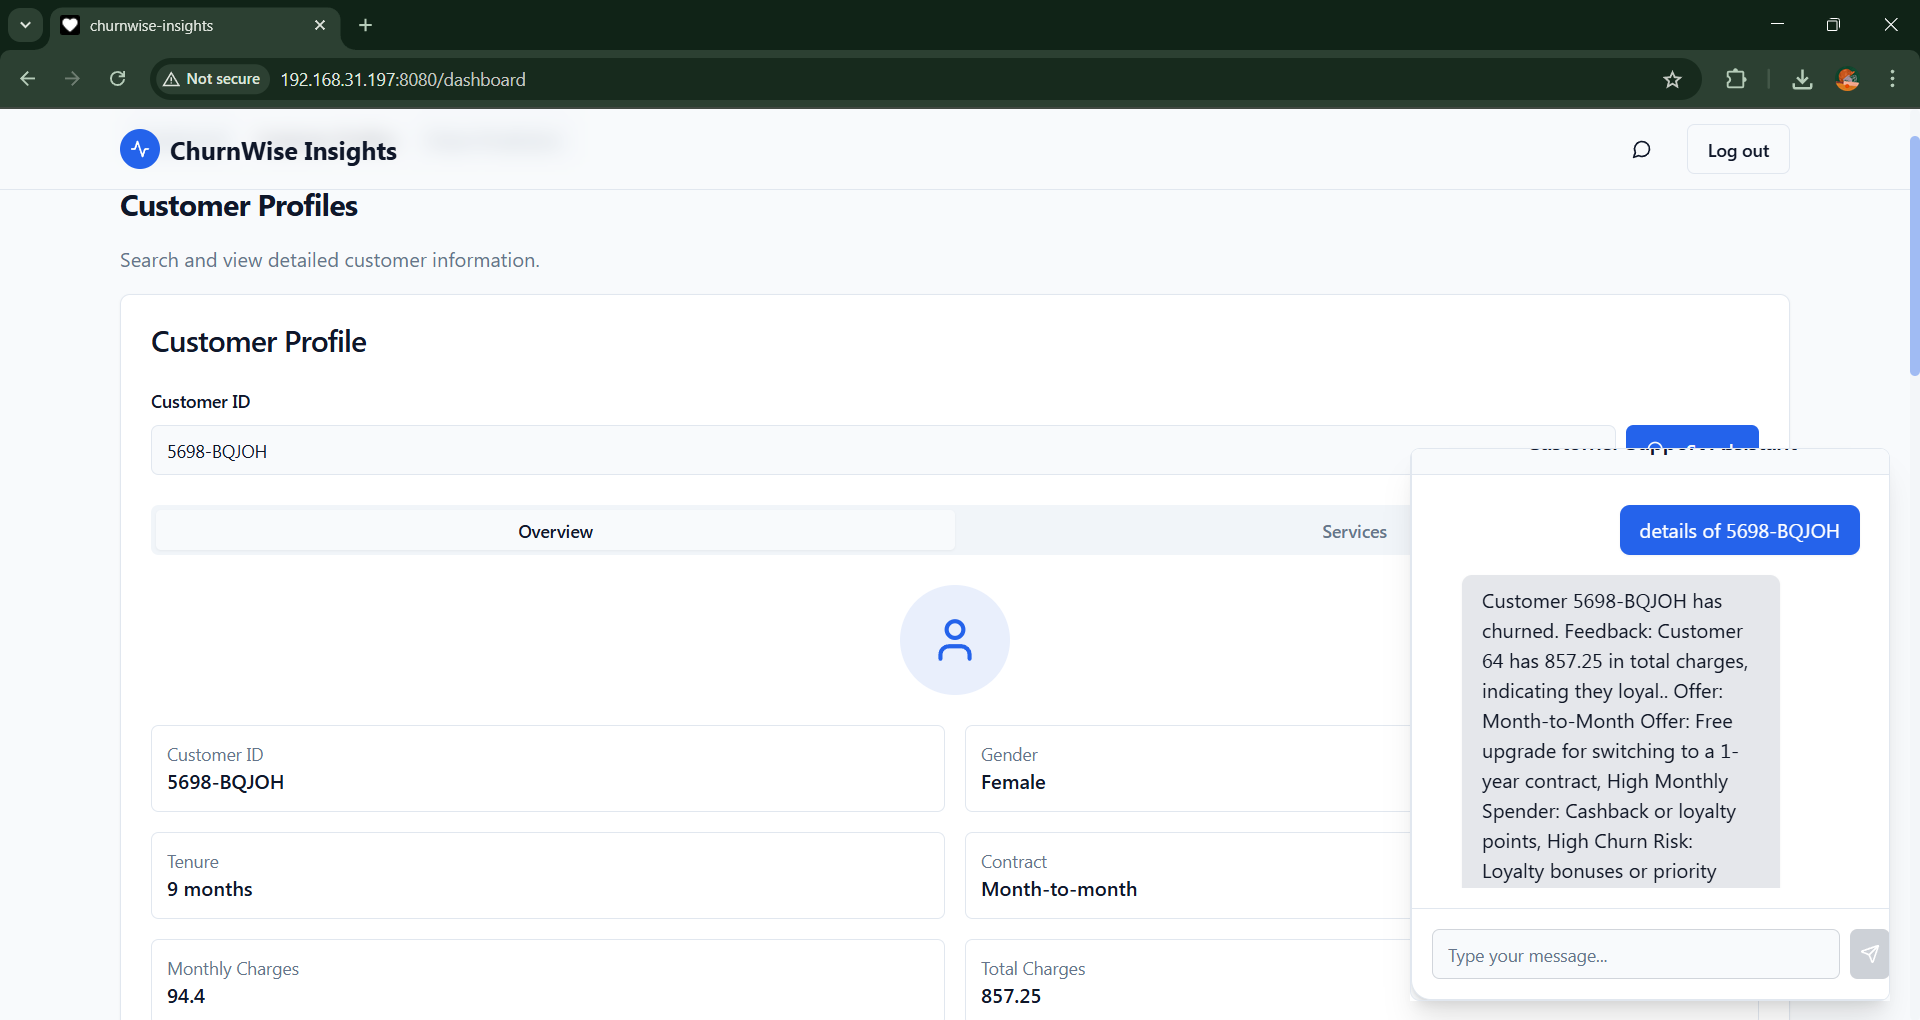 churnwise-insights
Not secure
192.168.31.197:8080/dashboard
ChurnWise Insights
Log out
Customer Profiles
Search and view detailed customer information.
Customer Profile
Customer ID
5698-BQJOH
Overview
Services
Customer ID
5698-BQJOH
Gender
Female
Tenure
9 months
Contract
Month-to-month
Monthly Charges
94.4
Total Charges
857.25
details of 5698-BQJOH
Customer 5698-BQJOH has
churned. Feedback: Customer
64 has 857.25 in total charges,
indicating they loyal.. Offer:
Month-to-Month Offer: Free
upgrade for switching to a 1-
year contract, High Monthly
Spender: Cashback or loyalty
points, High Churn Risk:
Loyalty bonuses or priority
Type your message...